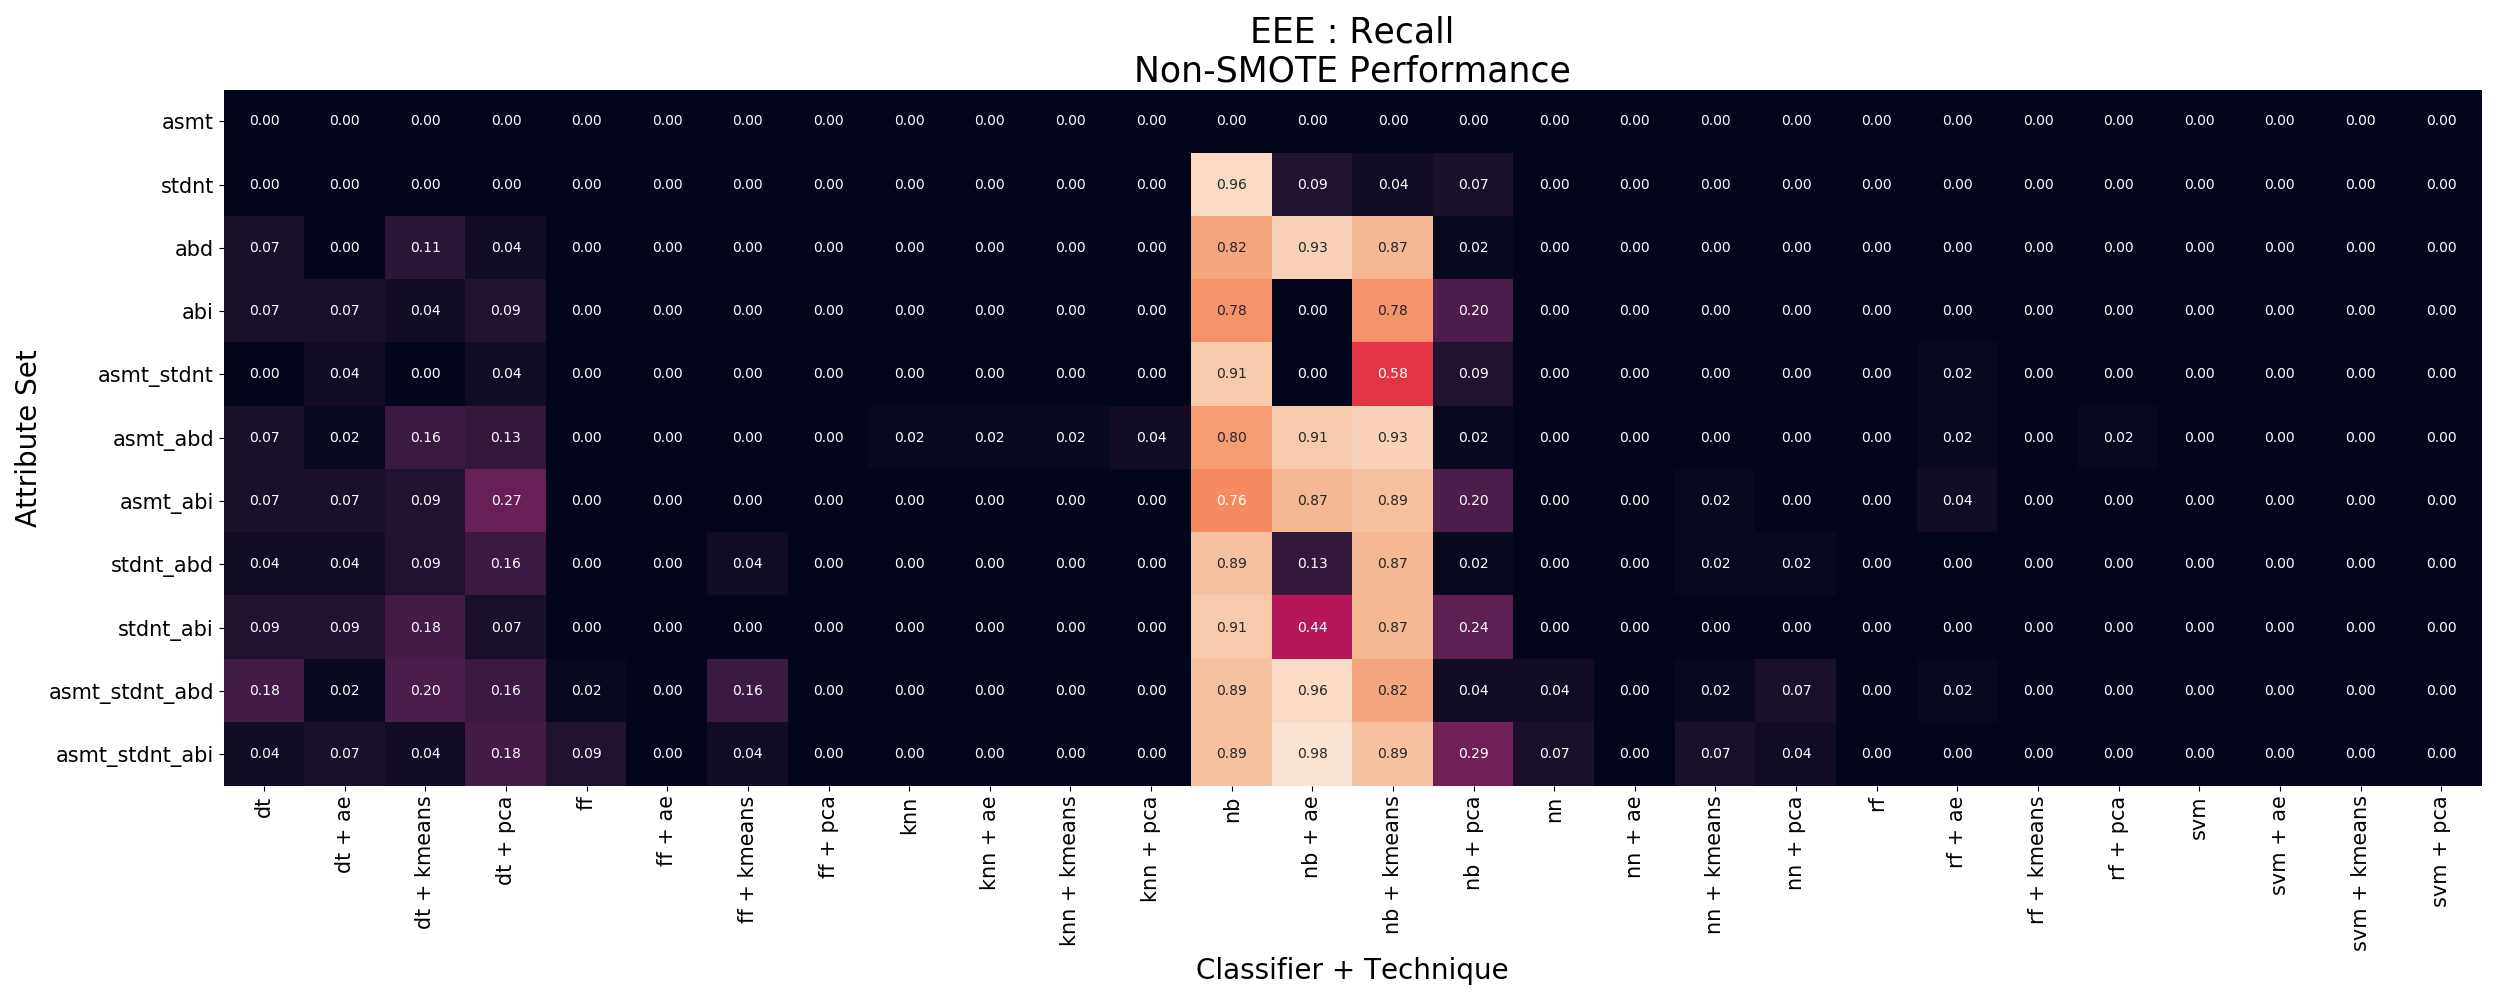 EEE : Recall
Non-SMOTE Performance
Attribute Set
asmt 0.00 0.00 0.00 0.00 0.00 0.00 0.00 0.00 0.00 0.00 0.00 0.00 0.00 0.00 0.00 0.00 0.00 0.00 0.00 0.00 0.00 0.00 0.00 0.00 0.00 0.00 0.00 0.00
stdnt 0.00 0.00 0.00 0.00 0.00 0.00 0.00 0.00 0.00 0.00 0.00 0.00 0.96 0.09 0.04 0.07 0.00 0.00 0.00 0.00 0.00 0.00 0.00 0.00 0.00 0.00 0.00 0.00
abd 0.07 0.00 0.11 0.04 0.00 0.00 0.00 0.00 0.00 0.00 0.00 0.00 0.82 0.93 0.87 0.02 0.00 0.00 0.00 0.00 0.00 0.00 0.00 0.00 0.00 0.00 0.00 0.00
abi 0.07 0.07 0.04 0.09 0.00 0.00 0.00 0.00 0.00 0.00 0.00 0.00 0.78 0.00 0.78 0.20 0.00 0.00 0.00 0.00 0.00 0.00 0.00 0.00 0.00 0.00 0.00 0.00
asmt_stdnt 0.00 0.04 0.00 0.04 0.00 0.00 0.00 0.00 0.00 0.00 0.00 0.00 0.91 0.00 0.58 0.09 0.00 0.00 0.00 0.00 0.00 0.02 0.00 0.00 0.00 0.00 0.00 0.00
asmt_abd 0.07 0.02 0.16 0.13 0.00 0.00 0.00 0.00 0.02 0.02 0.02 0.04 0.80 0.91 0.93 0.02 0.00 0.00 0.00 0.00 0.00 0.02 0.00 0.02 0.00 0.00 0.00 0.00
asmt_abi 0.07 0.07 0.09 0.27 0.00 0.00 0.00 0.00 0.00 0.00 0.00 0.00 0.76 0.87 0.89 0.20 0.00 0.00 0.02 0.00 0.00 0.04 0.00 0.00 0.00 0.00 0.00 0.00
stdnt_abd 0.04 0.04 0.09 0.16 0.00 0.00 0.04 0.00 0.00 0.00 0.00 0.00 0.89 0.13 0.87 0.02 0.00 0.00 0.02 0.02 0.00 0.00 0.00 0.00 0.00 0.00 0.00 0.00
stdnt_abi 0.09 0.09 0.18 0.07 0.00 0.00 0.00 0.00 0.00 0.00 0.00 0.00 0.91 0.44 0.87 0.24 0.00 0.00 0.00 0.00 0.00 0.00 0.00 0.00 0.00 0.00 0.00 0.00
asmt_stdnt_abd 0.18 0.02 0.20 0.16 0.02 0.00 0.16 0.00 0.00 0.00 0.00 0.00 0.89 0.96 0.82 0.04 0.04 0.00 0.02 0.07 0.00 0.02 0.00 0.00 0.00 0.00 0.00 0.00
asmt_stdnt_abi 0.04 0.07 0.04 0.18 0.09 0.00 0.04 0.00 0.00 0.00 0.00 0.00 0.89 0.98 0.89 0.29 0.07 0.00 0.07 0.04 0.00 0.00 0.00 0.00 0.00 0.00 0.00 0.00
dt
dt + ae
dt + kmeans
dt + pca
ff
ff + ae
ff + kmeans
ff + pca
knn
knn + ae
knn + kmeans
knn + pca
nb
nb + ae
nb + kmeans
nb + pca
nn
nn + ae
nn + kmeans
nn + pca
rf
rf + ae
rf + kmeans
rf + pca
svm
svm + ae
svm + kmeans
svm + pca
Classifier + Technique